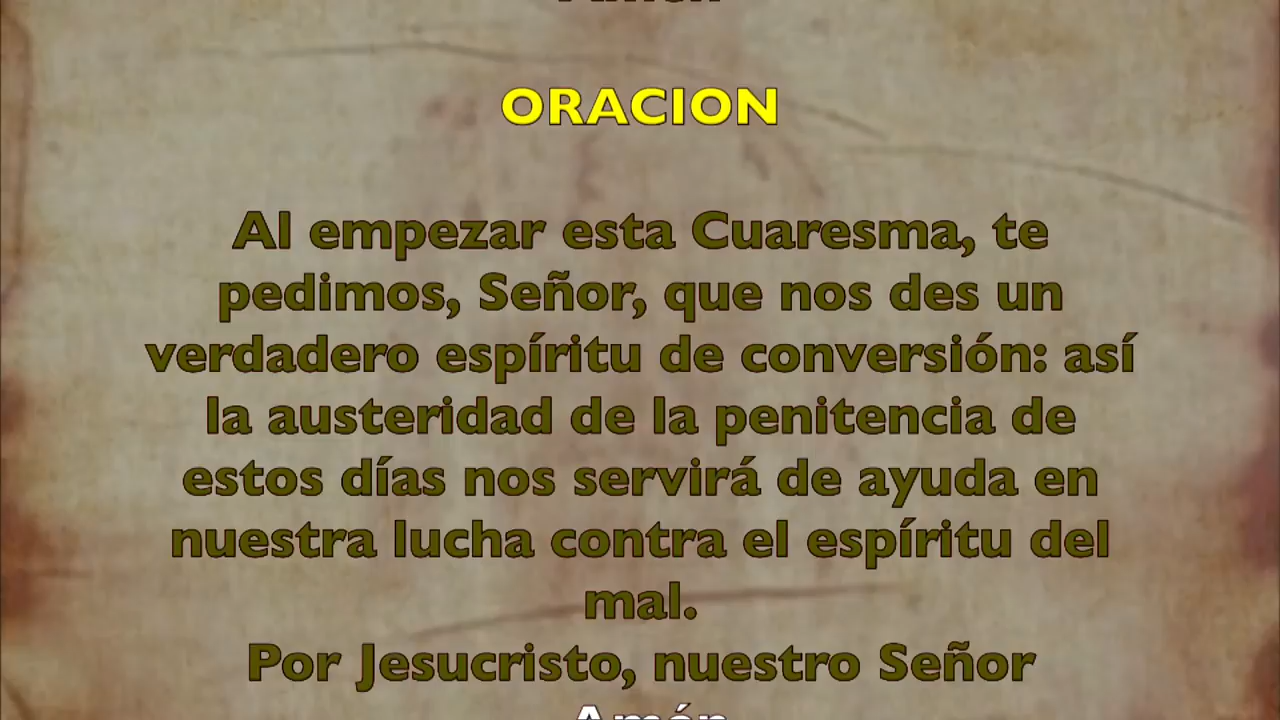 ORACION
Al empezar esta Cuaresma, te
pedimos, Señor, que nos des un
verdadero espíritu de conversión: así
la austeridad de la penitencia de
estos días nos servirá de ayuda en
nuestra lucha contra el espíritu del
mal.
Por Jesucristo, nuestro Señor
Amén